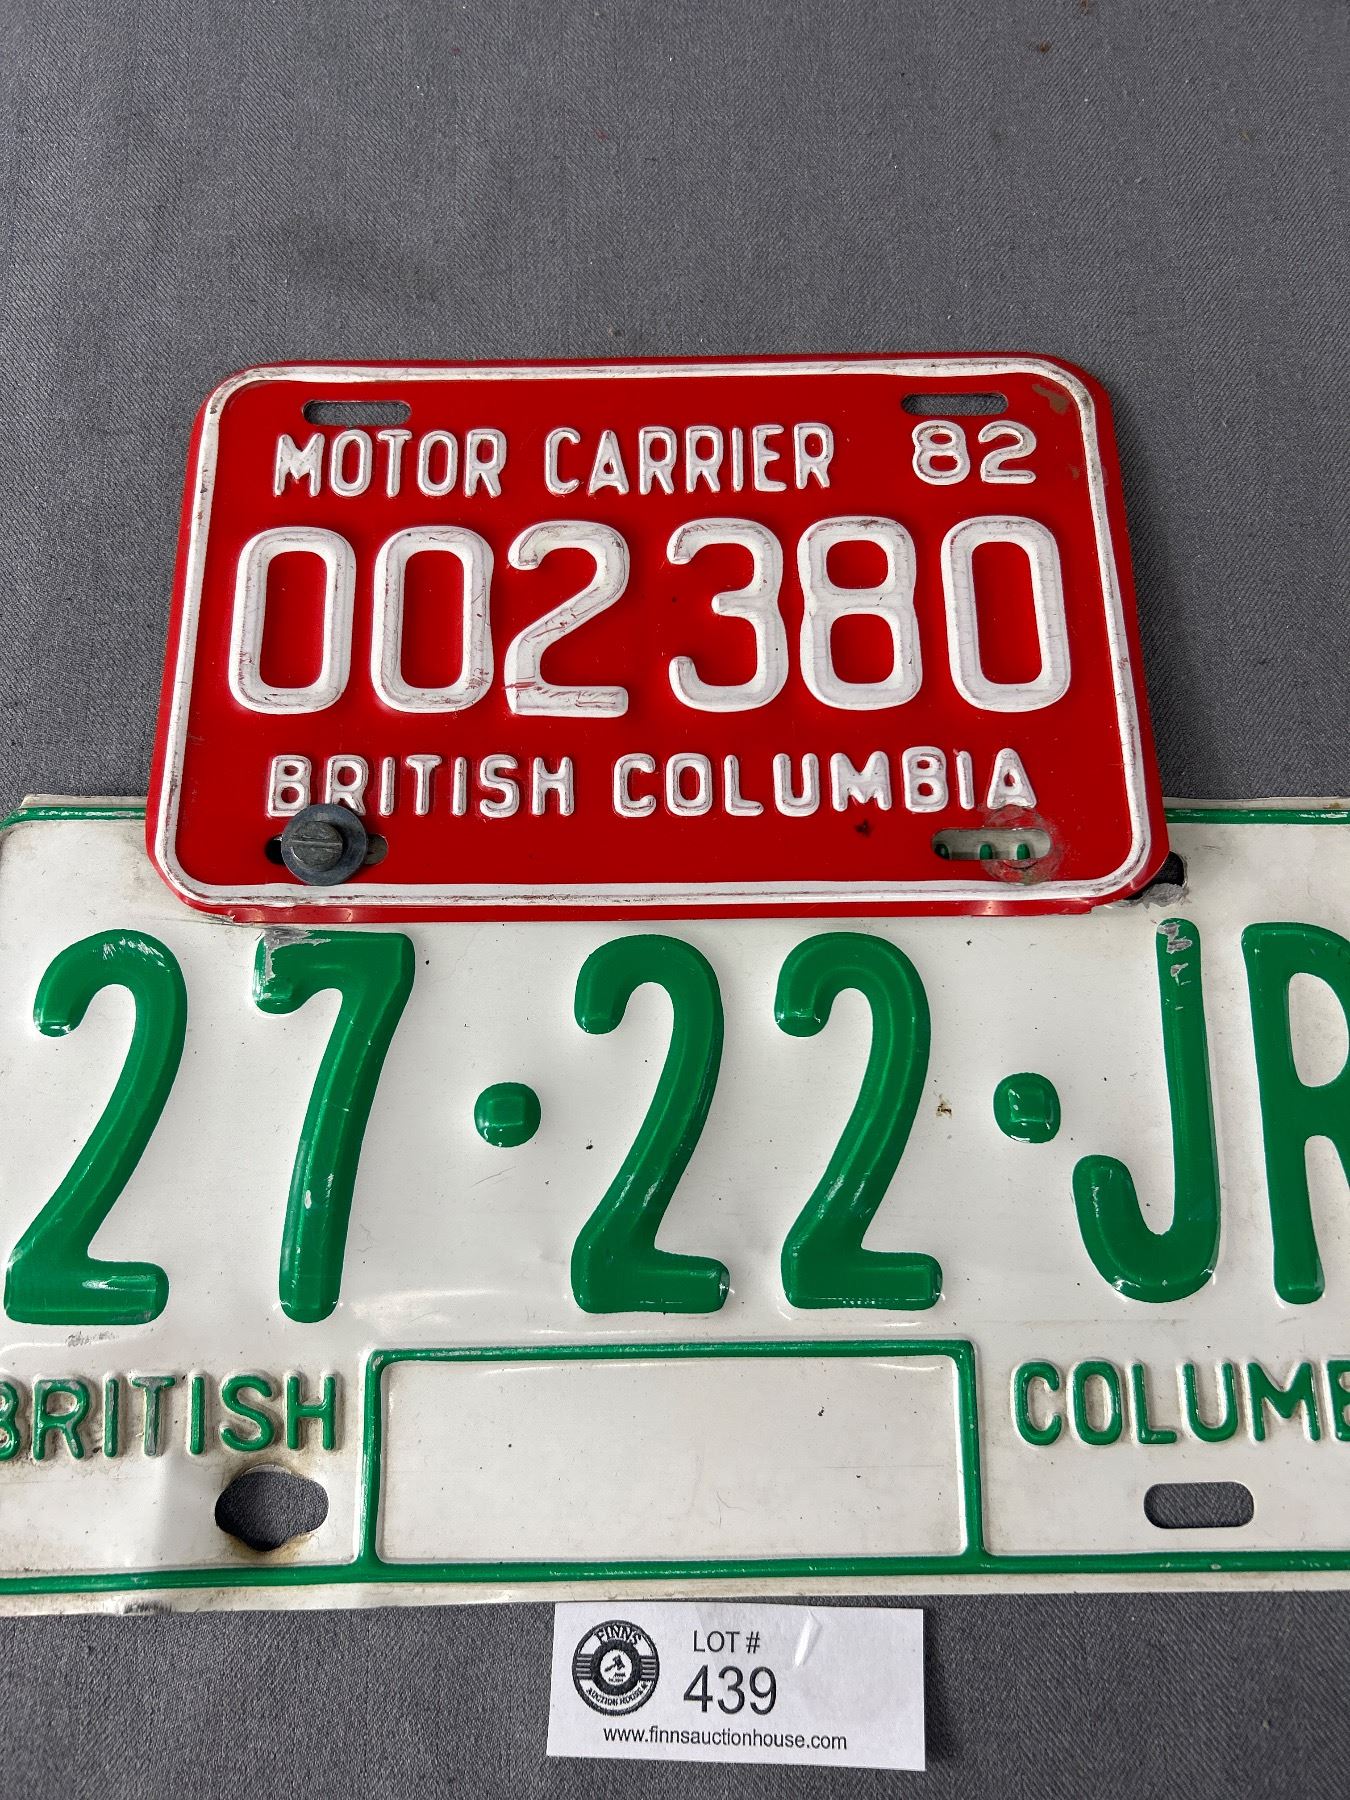 MOTOR CARRIER 82
002380
BRITISH COLUMBIA
27·22·JR
BRITISH COLUMB
FINNS
AUCTION HOUSE
LOT #
439
www.finnsauctionhouse.com